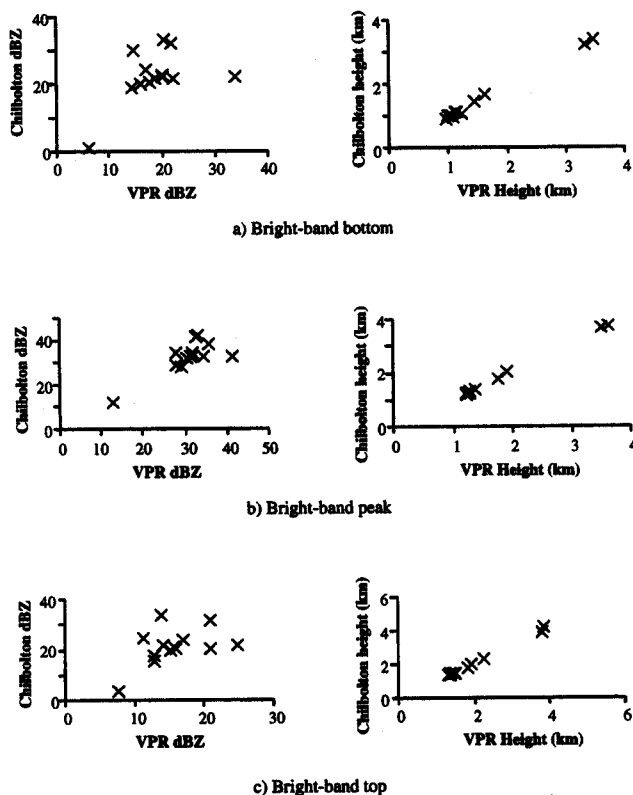 Chilbolton dBZ
40
20
0
0 10 20 30 40
VPR dBZ
Chilbolton height (km)
4
2
0
0 1 2 3 4
VPR Height (km)
a) Bright-band bottom
Chilbolton dBZ
40
20
0
0 10 20 30 40 50
VPR dBZ
Chilbolton height (km)
4
2
0
0 1 2 3 4
VPR Height (km)
b) Bright-band peak
Chilbolton dBZ
40
20
0
0 10 20 30
VPR dBZ
Chilbolton height (km)
6
4
2
0
0 2 4 6
VPR Height (km)
c) Bright-band top